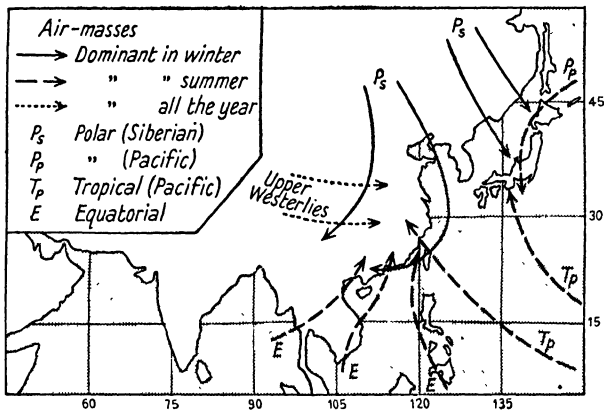 Air-masses
Dominant in winter
" " summer
" all the year
Ps Polar (Siberian)
Pp " (Pacific)
Tp Tropical (Pacific)
E Equatorial
Ps
Ps
Pp
45
Upper
Westerlies
30
Tp
15
Tp
E
E
E
60
75
90
105
120
135